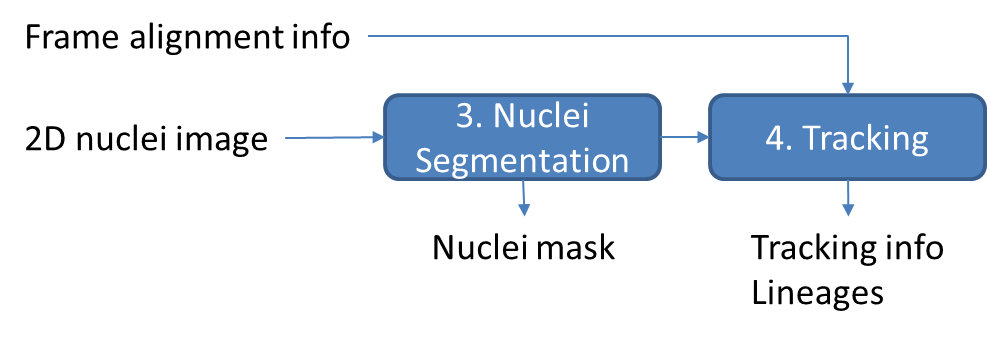 Frame alignment info
2D nuclei image
3. Nuclei
Segmentation
4. Tracking
Nuclei mask
Tracking info
Lineages